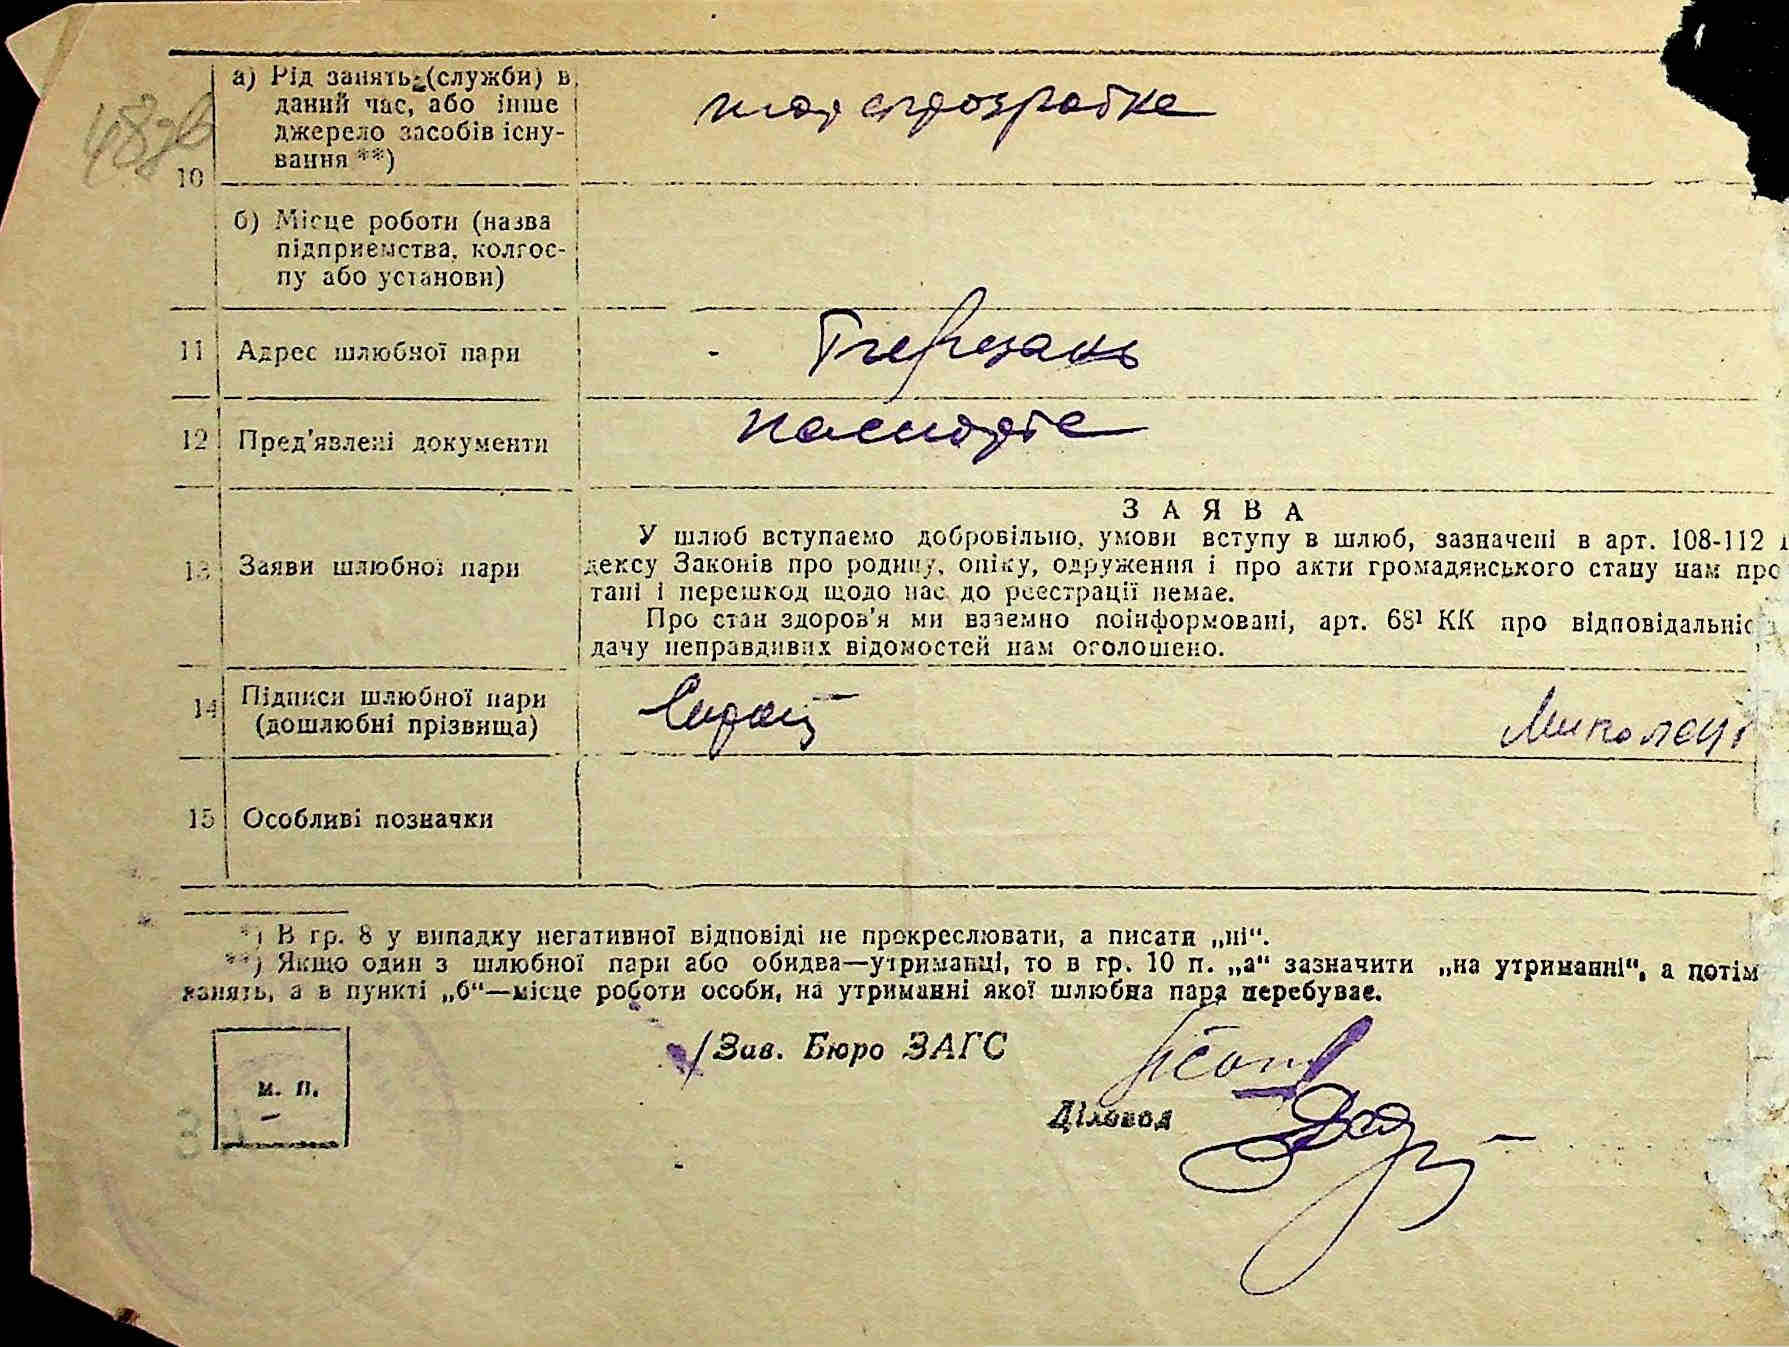 48 зв
а) Рід занять (служби) в
даний час, або інше
джерело засобів існу-
вання **)
10
б) Місце роботи (назва
підприємства, колгос-
пу або установи)
11 Адрес шлюбної пари
12 Пред'явлені документи паспорте
З А Я В А
У шлюб вступаємо добровільно, умови вступу в шлюб, зазначені в арт. 108-112
13 Заяви шлюбної пари дексу Законів про родину, опіку, одруження і про акти громадянського стану нам про
тані і перешкод щодо нас до реєстрації немає.
Про стан здоров'я ми взаємно поінформовані, арт. 68¹ КК про відповідальніс
дачу неправдивих відомостей нам оголошено.
14 Підписи шлюбної пари
(дошлюбні прізвища)
15 Особливі позначки
*) В гр. 8 у випадку негативної відповіді не прокреслювати, а писати „ні“.
**) Якщо один з шлюбної пари або обидва—утриманці, то в гр. 10 п. „а“ зазначити „на утриманні“, а потім
занять, а в пункті „б“—місце роботи особи, на утриманні якої шлюбна пара перебуває.
Зав. Бюро ЗАГС
м. п.
Діловод